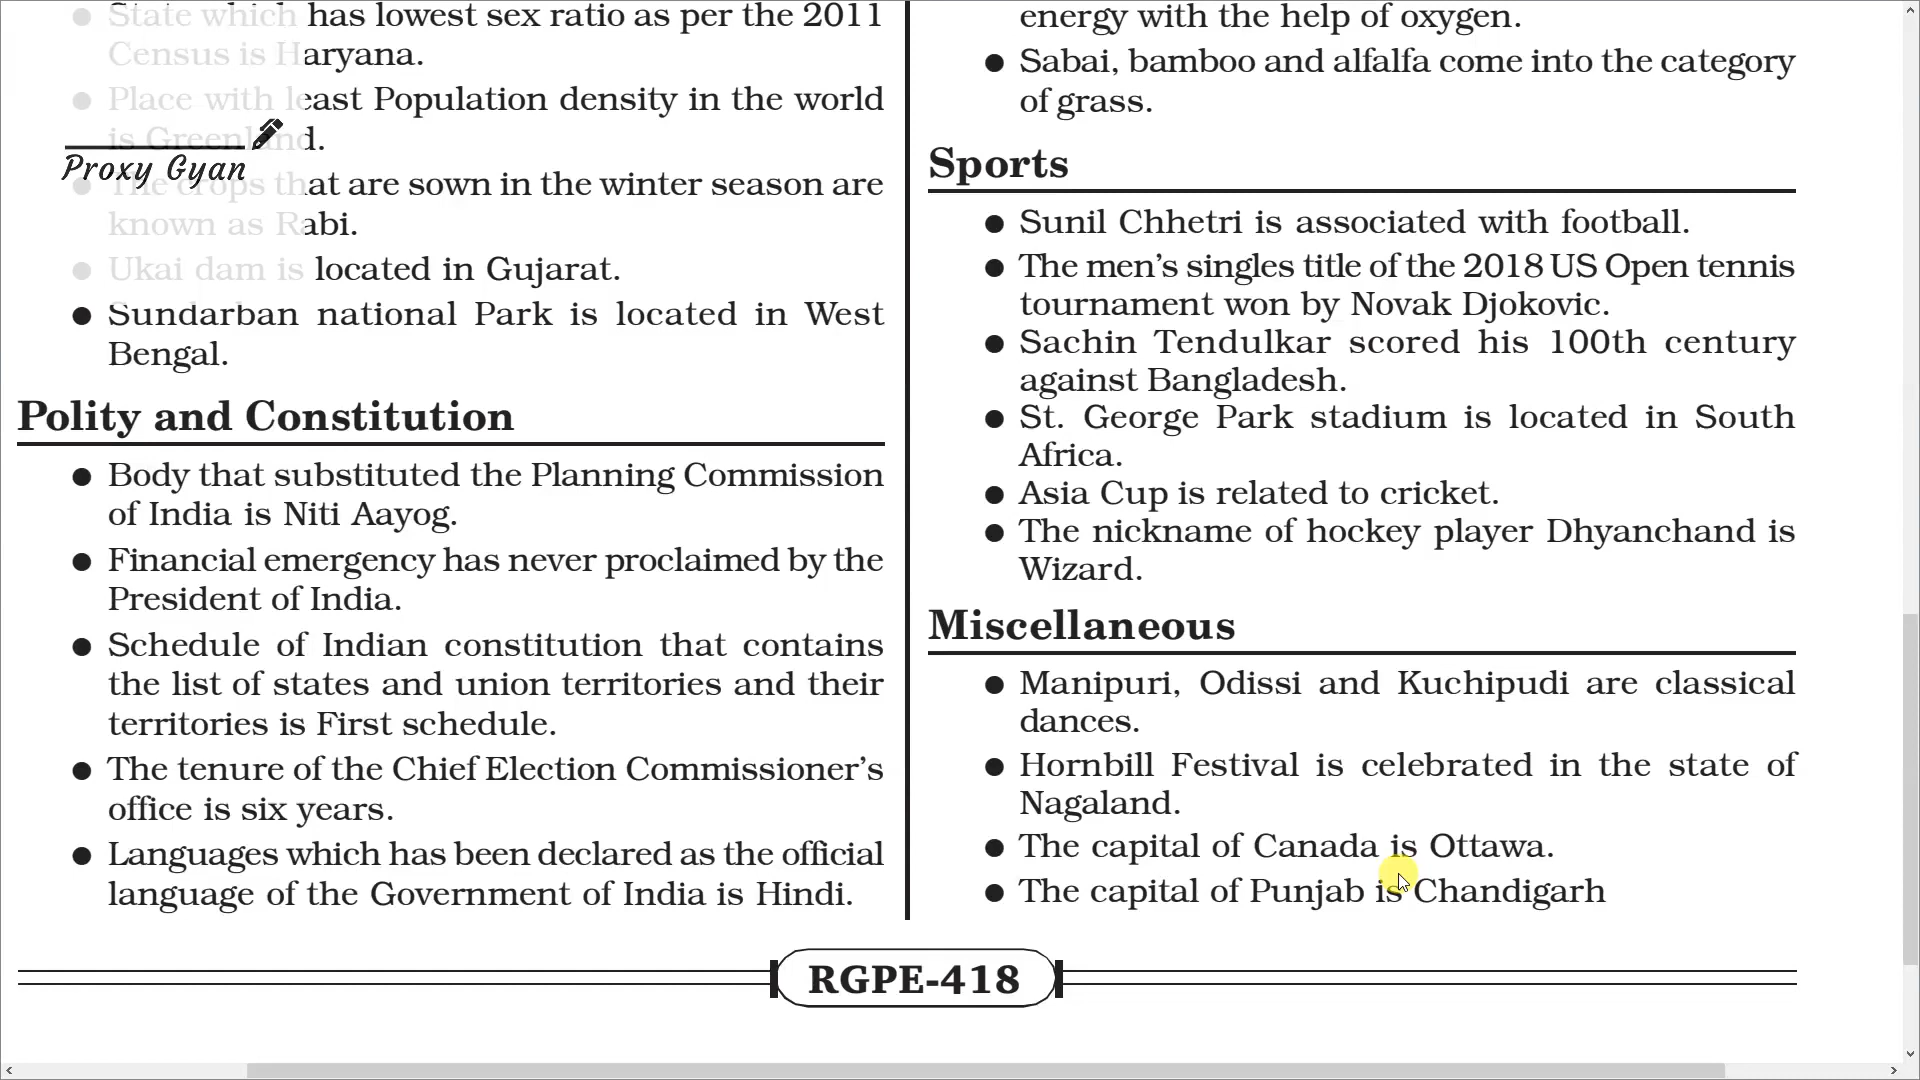 State which has lowest sex ratio as per the 2011
Census is Haryana.
Place with least Population density in the world
is Greenland.
Proxy Gyan
The crops that are sown in the winter season are
known as Rabi.
Ukai dam is located in Gujarat.
Sundarban national Park is located in West
Bengal.
Polity and Constitution
Body that substituted the Planning Commission
of India is Niti Aayog.
Financial emergency has never proclaimed by the
President of India.
Schedule of Indian constitution that contains
the list of states and union territories and their
territories is First schedule.
The tenure of the Chief Election Commissioner's
office is six years.
Languages which has been declared as the official
language of the Government of India is Hindi.
energy with the help of oxygen.
Sabai, bamboo and alfalfa come into the category
of grass.
Sports
Sunil Chhetri is associated with football.
The men's singles title of the 2018 US Open tennis
tournament won by Novak Djokovic.
Sachin Tendulkar scored his 100th century
against Bangladesh.
St. George Park stadium is located in South
Africa.
Asia Cup is related to cricket.
The nickname of hockey player Dhyanchand is
Wizard.
Miscellaneous
Manipuri, Odissi and Kuchipudi are classical
dances.
Hornbill Festival is celebrated in the state of
Nagaland.
The capital of Canada is Ottawa.
The capital of Punjab is Chandigarh
RGPE-418